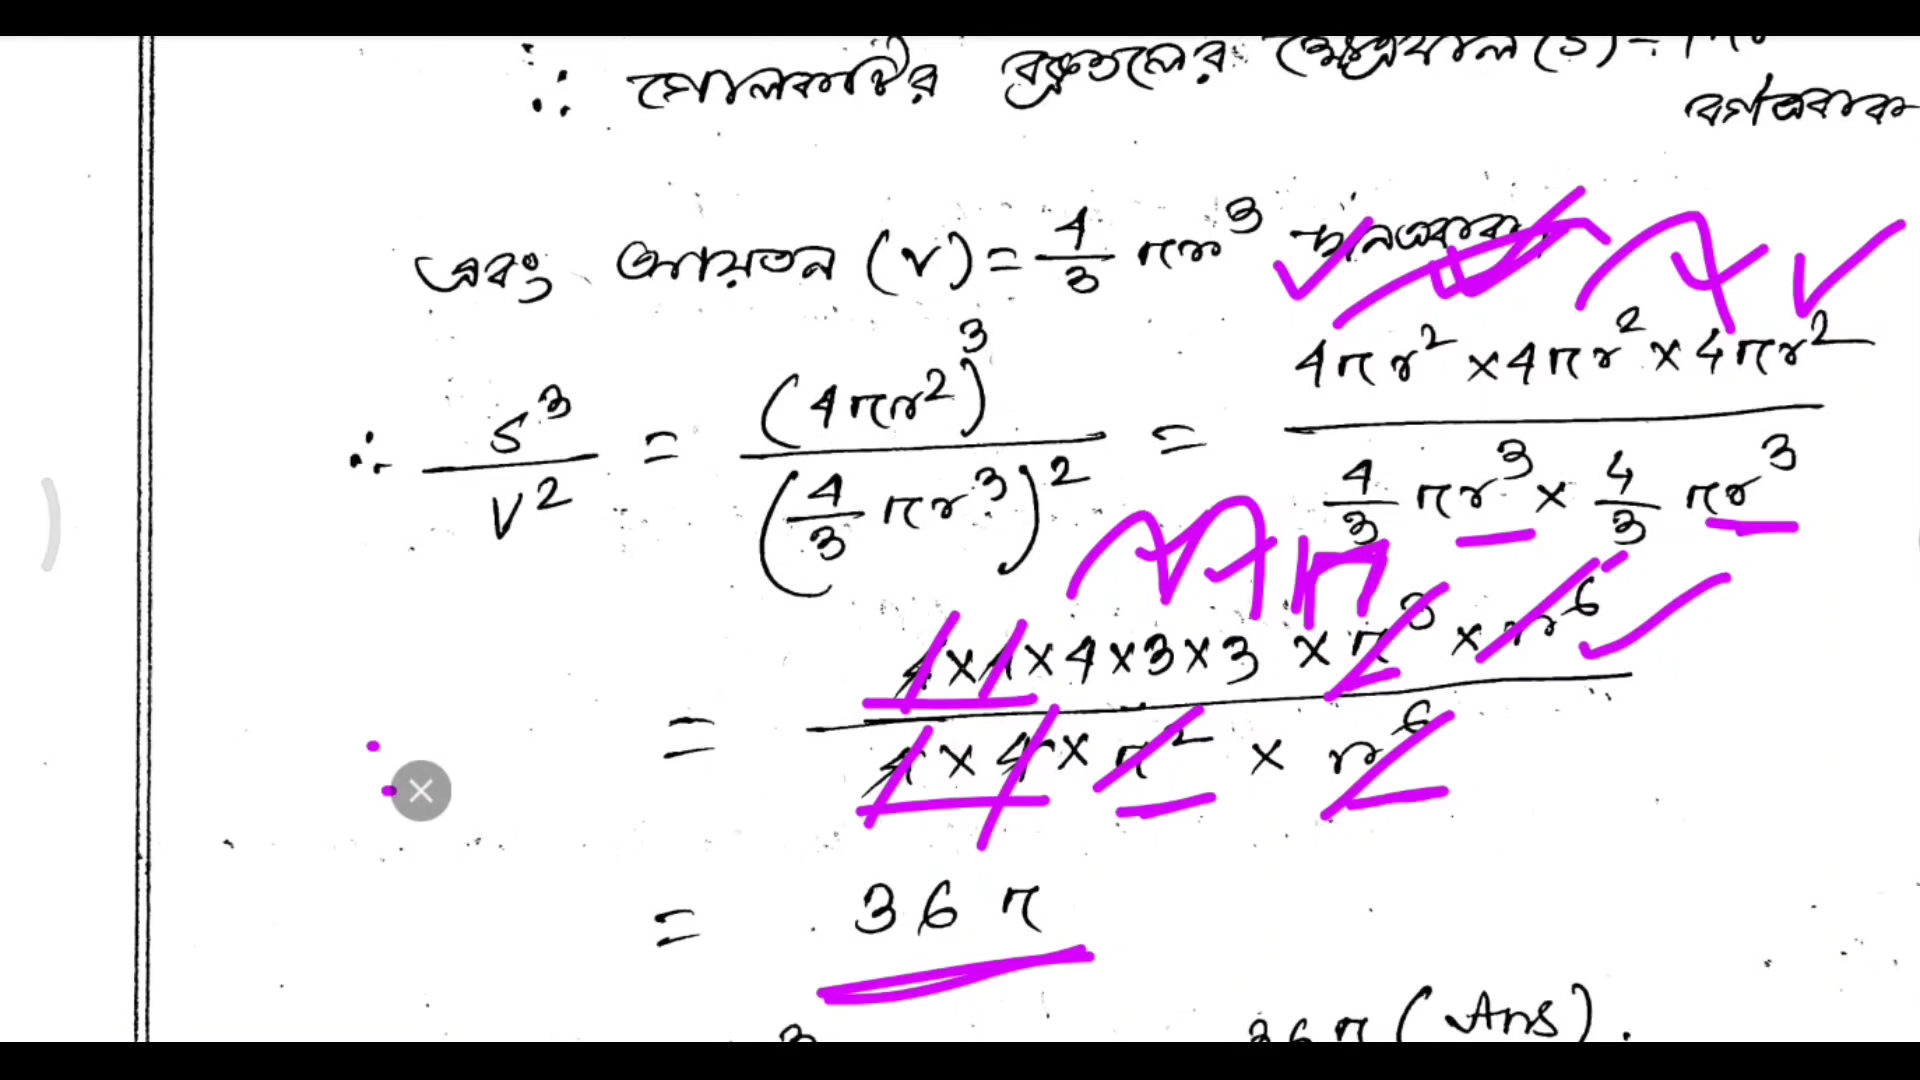 ∴ গোলকটির বক্রতলের ক্ষেত্রফল (S) =
বর্গএকক
এবং আয়তন (V) = 4/3 πr³ ঘনএকক
∴ S³/V² = (4πr²)³/(4/3 πr³)² = 4πr² × 4πr² × 4πr²/4/3 πr³ × 4/3 πr³
= 4×4×4×3×3 × π³ × r⁶/4 × 4 × π² × r⁶
= 36π
3 36π (Ans).